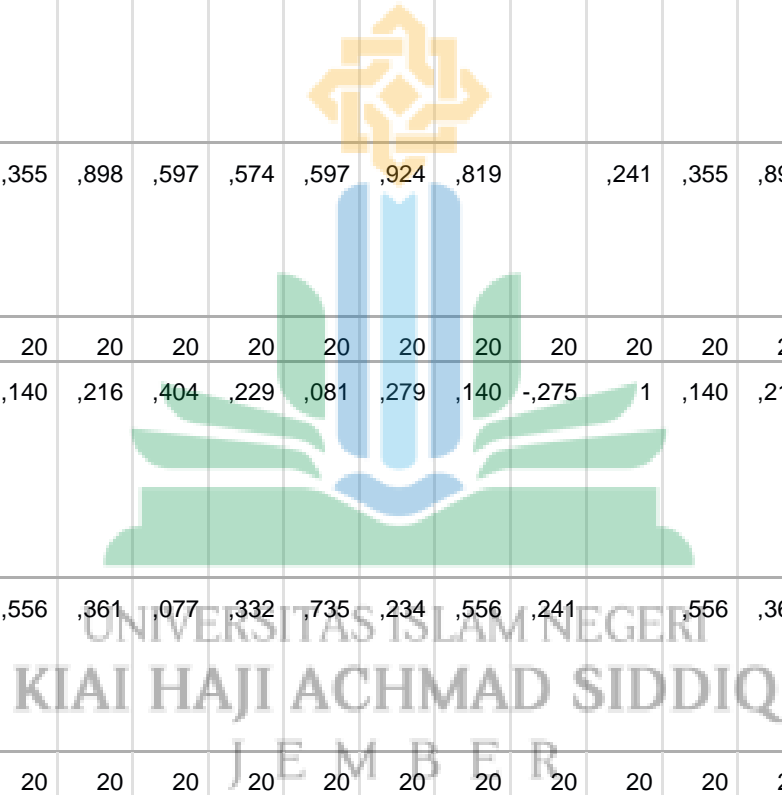 ,355 ,898 ,597 ,574 ,597 ,924 ,819 ,241 ,355
20 20 20 20 20 20 20 20 20 20
,140 ,216 ,404 ,229 ,081 ,279 ,140 -,275 1 ,140
,556 ,361 ,077 ,332 ,735 ,234 ,556 ,241 ,556
UNIVERSITAS ISLAM NEGERI
KIAI HAJI ACHMAD SIDDIQ
JEMBER
20 20 20 20 20 20 20 20 20 20